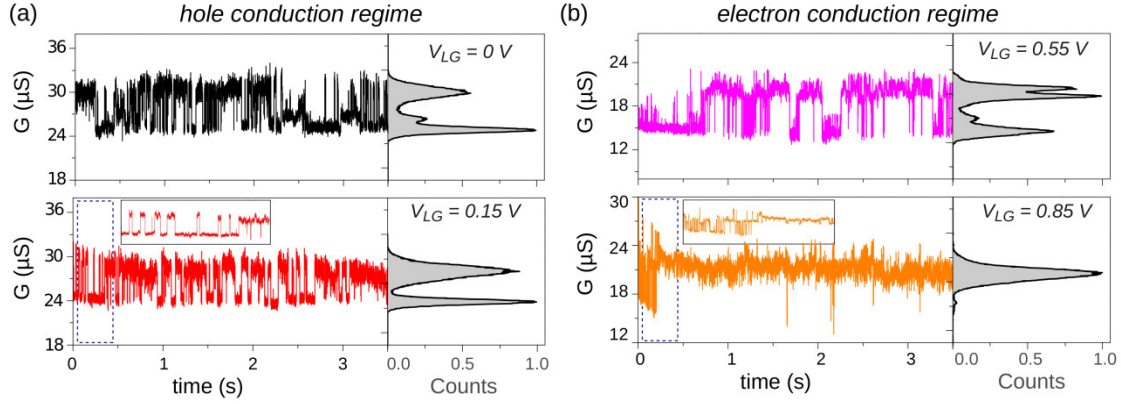 (a) hole conduction regime
V_LG = 0 V
G (μS)
36
30
24
18
V_LG = 0.15 V
G (μS)
36
30
24
18
0 1 2 3 0.0 0.5 1.0
time (s) Counts
(b) electron conduction regime
V_LG = 0.55 V
G (μS)
24
18
12
V_LG = 0.85 V
G (μS)
30
24
18
12
0 1 2 3 0.0 0.5 1.0
time (s) Counts